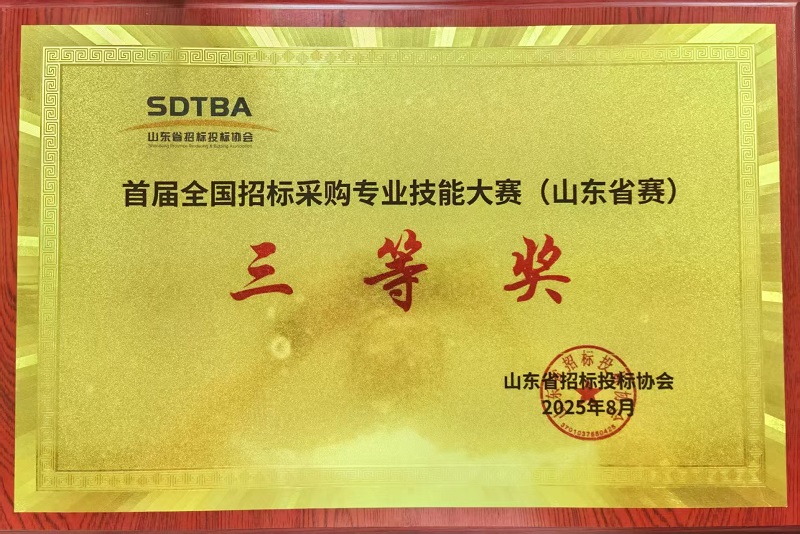 SDTBA
山东省招标投标协会
首届全国招标采购专业技能大赛（山东省赛）
三等奖
山东省招标投标协会
2025年8月